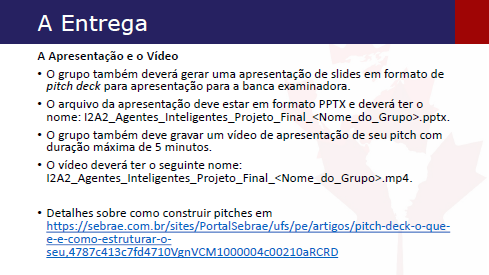 A Entrega
A Apresentação e o Vídeo
• O grupo também deverá gerar uma apresentação de slides em formato de
pitch deck para apresentação para a banca examinadora.
• O arquivo da apresentação deve estar em formato PPTX e deverá ter o
nome: I2A2_Agentes_Inteligentes_Projeto_Final_<Nome_do_Grupo>.pptx.
• O grupo também deve gravar um vídeo de apresentação de seu pitch com
duração máxima de 5 minutos.
• O vídeo deverá ter o seguinte nome:
I2A2_Agentes_Inteligentes_Projeto_Final_<Nome_do_Grupo>.mp4.
• Detalhes sobre como construir pitches em
https://sebrae.com.br/sites/PortalSebrae/ufs/pe/artigos/pitch-deck-o-que-
e-e-como-estruturar-o-
seu,4787c413c7fd4710VgnVCM1000004c00210aRCRD